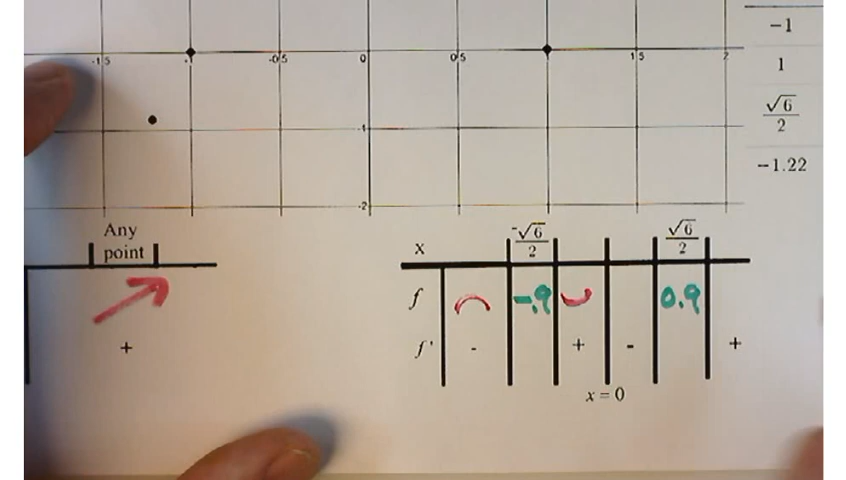 -1
-1.5 -1 -0.5 0 0.5 1.5 2
1
√6/2
-1
-1.22
-2
Any point
x -√6/2 √6/2
f -.9 0.9
+
f' - + - +
x = 0